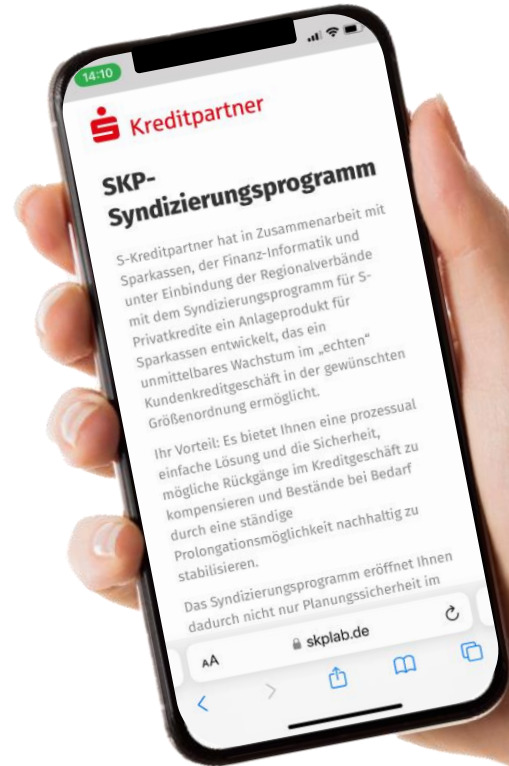 14:10
Kreditpartner
SKP-
Syndizierungsprogramm
S-Kreditpartner hat in Zusammenarbeit mit
Sparkassen, der Finanz-Informatik und
unter Einbindung der Regionalverbände
mit dem Syndizierungsprogramm für S-
Privatkredite ein Anlageprodukt für
Sparkassen entwickelt, das ein
unmittelbares Wachstum im „echten“
Kundenkreditgeschäft in der gewünschten
Größenordnung ermöglicht.
Ihr Vorteil: Es bietet Ihnen eine prozessual
einfache Lösung und die Sicherheit,
mögliche Rückgänge im Kreditgeschäft zu
kompensieren und Bestände bei Bedarf
durch eine ständige
Prolongationsmöglichkeit nachhaltig zu
stabilisieren.
Das Syndizierungsprogramm eröffnet Ihnen
dadurch nicht nur Planungssicherheit im
AA skplab.de